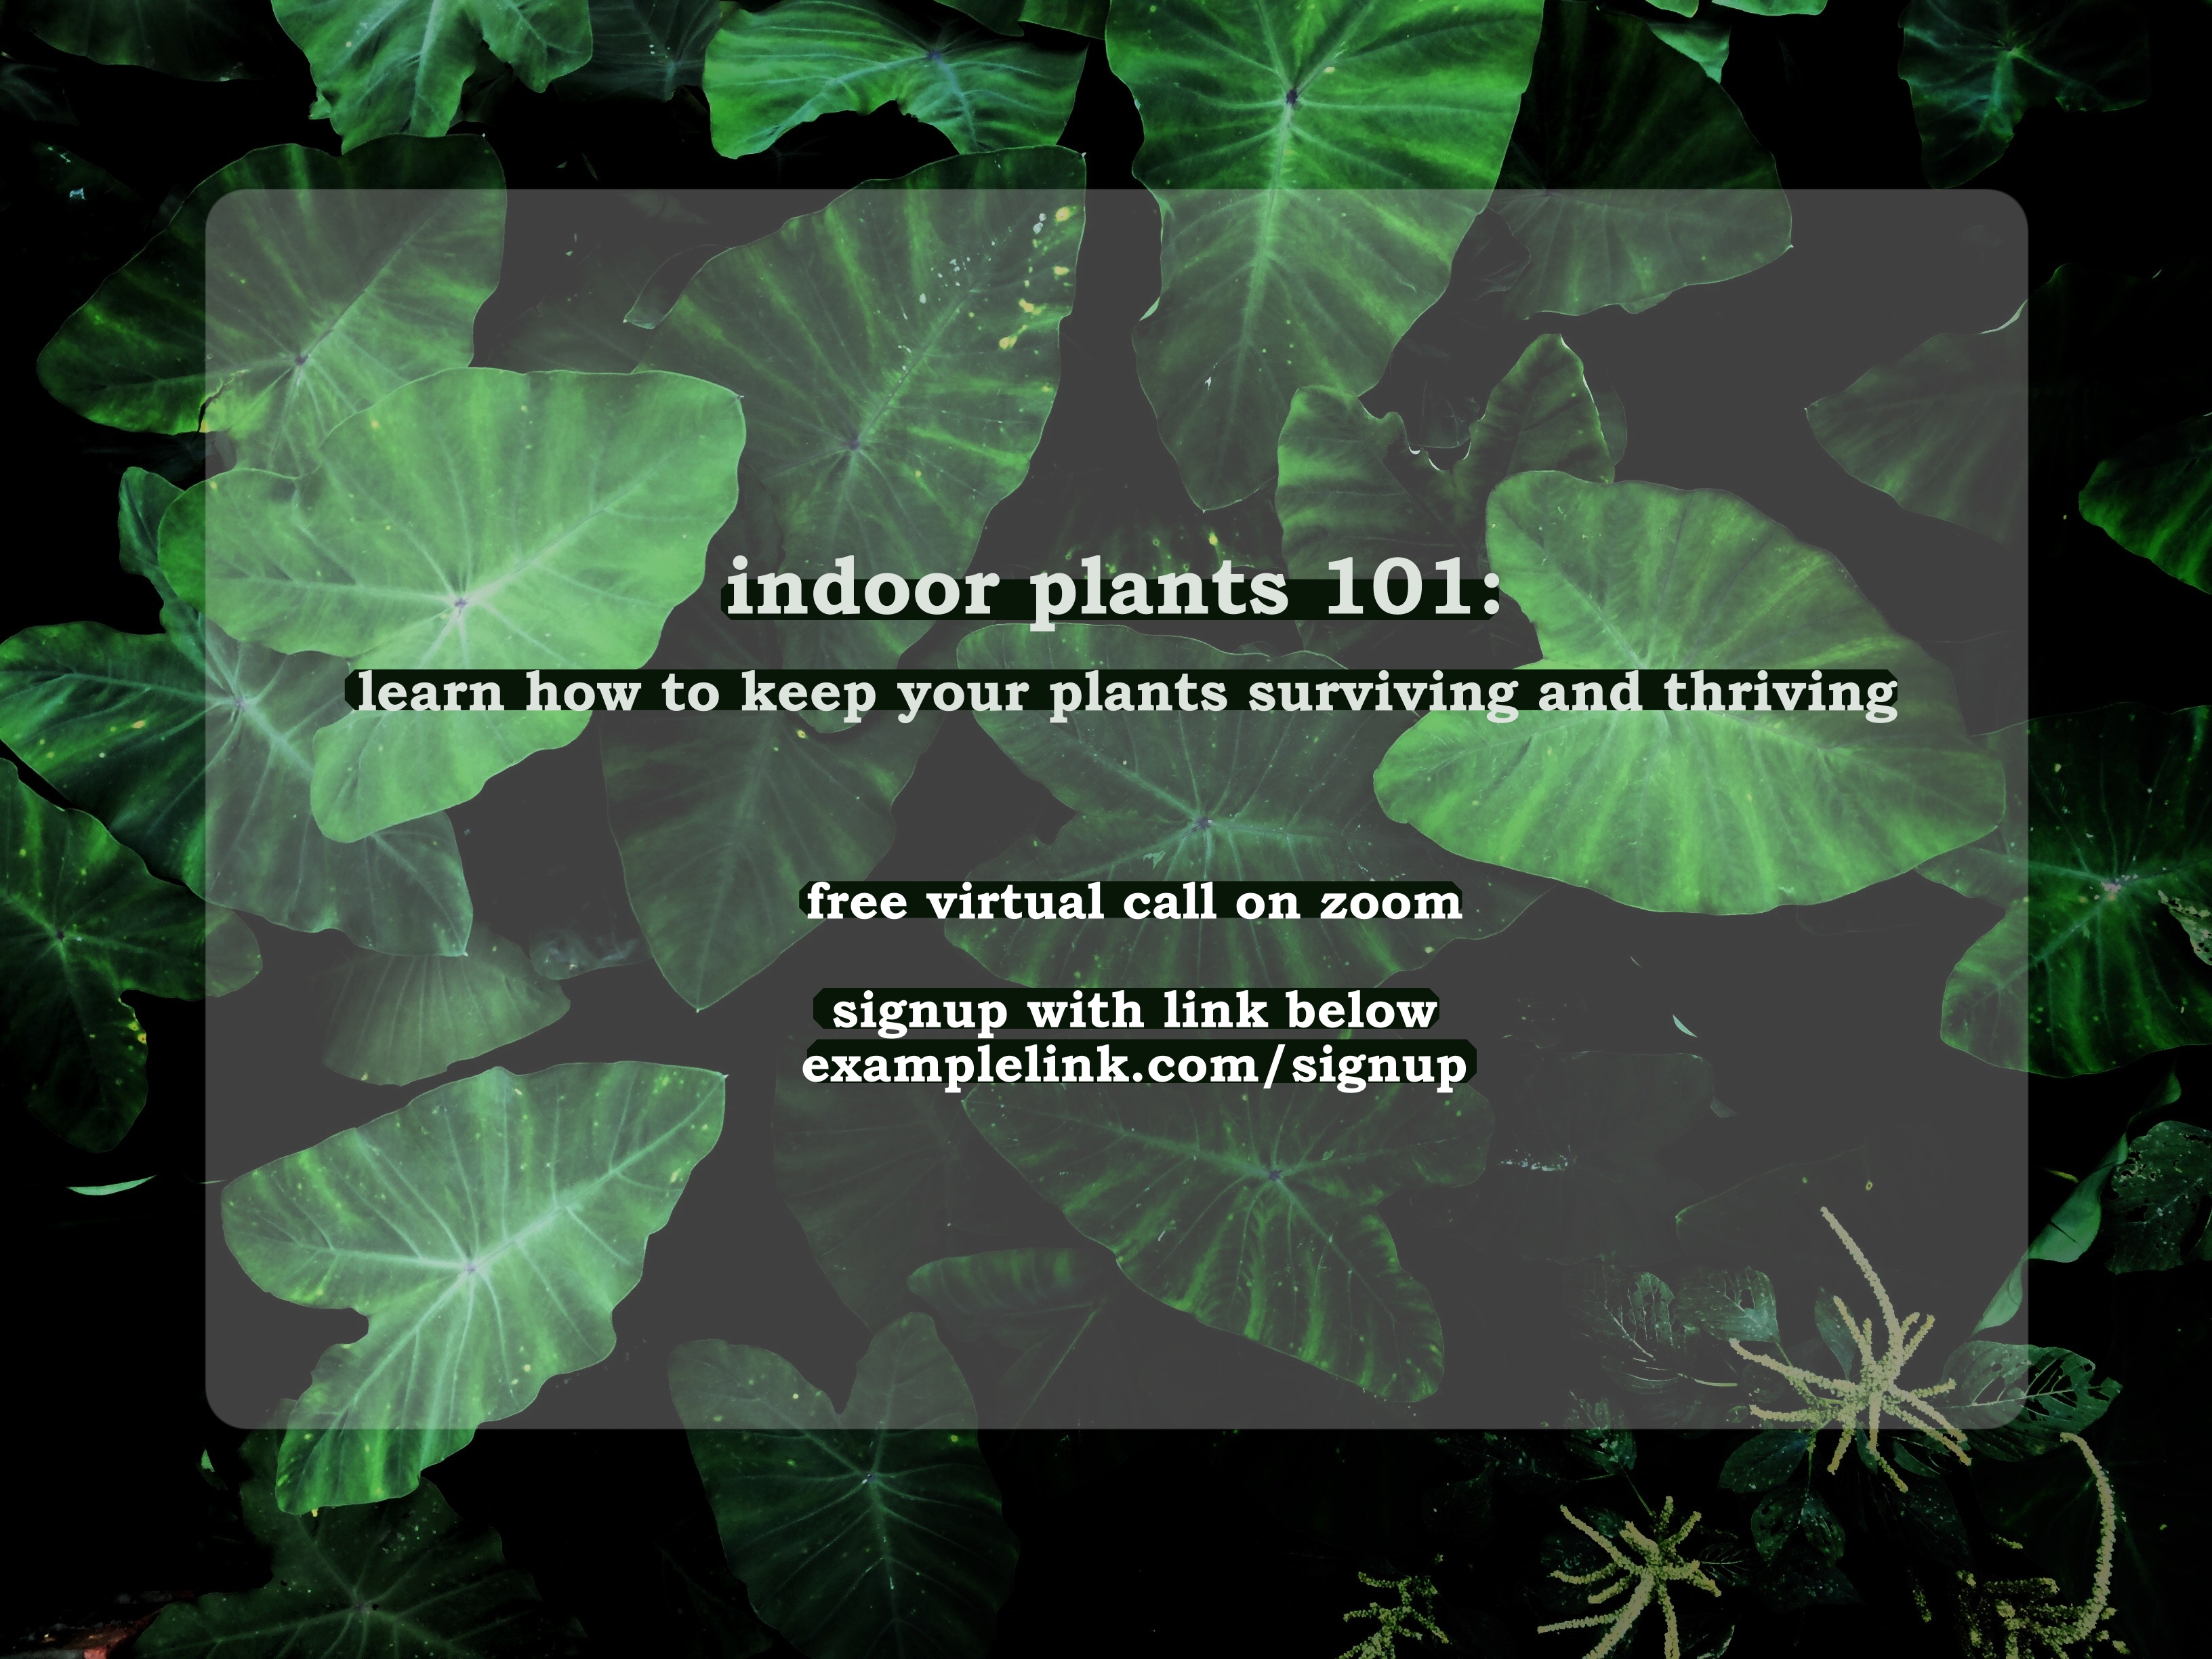 indoor plants 101:
learn how to keep your plants surviving and thriving
free virtual call on zoom
signup with link below
examplelink.com/signup